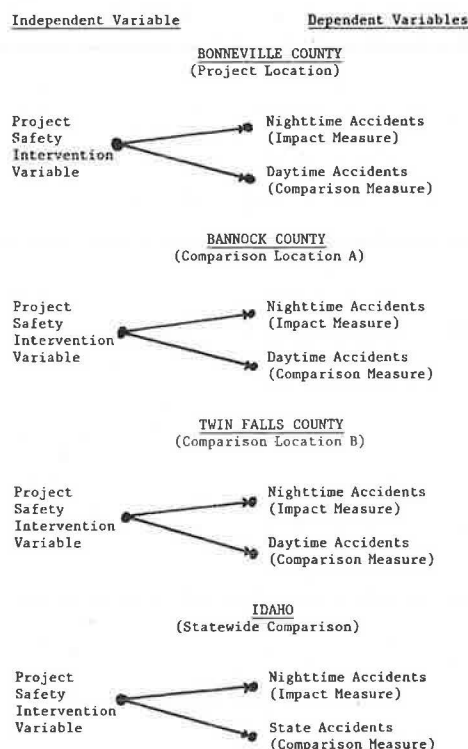 Independent Variable Dependent Variables
BONNEVILLE COUNTY
(Project Location)
Project
Safety
Intervention
Variable
Nighttime Accidents
(Impact Measure)
Daytime Accidents
(Comparison Measure)
BANNOCK COUNTY
(Comparison Location A)
Project
Safety
Intervention
Variable
Nighttime Accidents
(Impact Measure)
Daytime Accidents
(Comparison Measure)
TWIN FALLS COUNTY
(Comparison Location B)
Project
Safety
Intervention
Variable
Nighttime Accidents
(Impact Measure)
Daytime Accidents
(Comparison Measure)
IDAHO
(Statewide Comparison)
Project
Safety
Intervention
Variable
Nighttime Accidents
(Impact Measure)
State Accidents
(Comparison Measure)